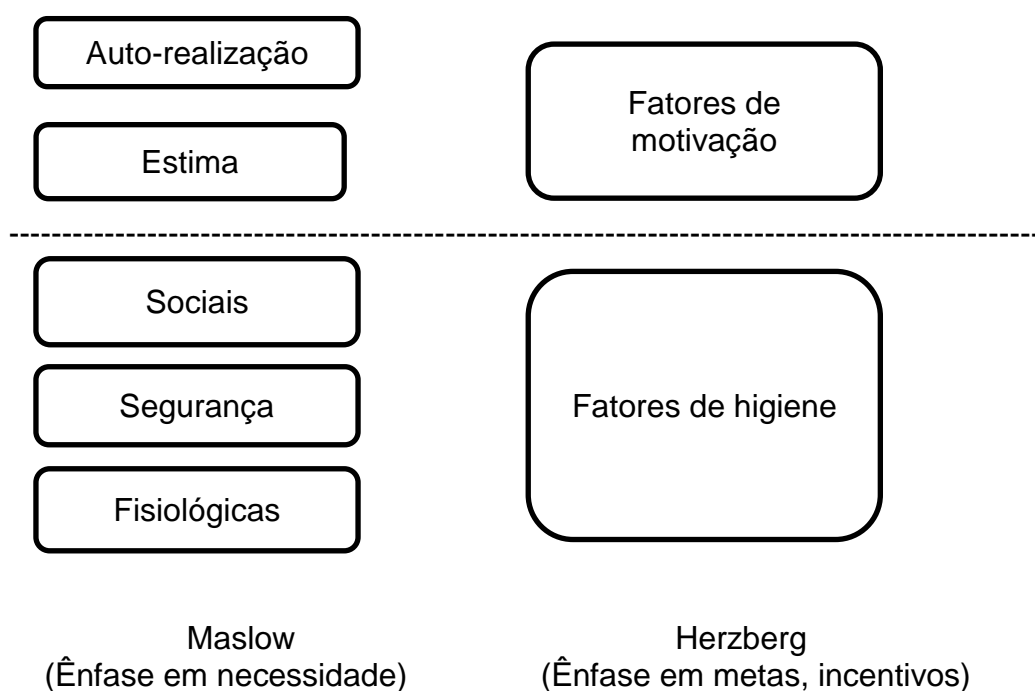 Auto-realização
Estima
Fatores de
motivação
Sociais
Segurança
Fisiológicas
Fatores de higiene
Maslow
(Ênfase em necessidade)
Herzberg
(Ênfase em metas, incentivos)